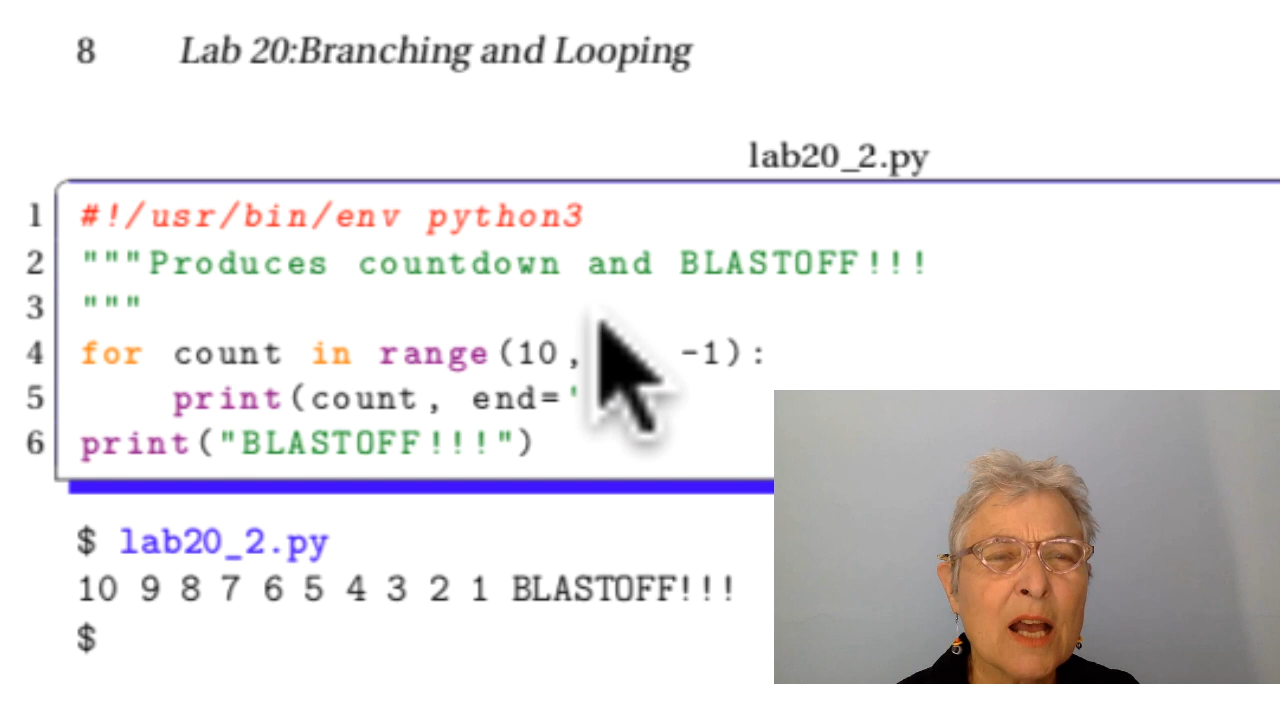 8 Lab 20:Branching and Looping
lab20_2.py
1 #!/usr/bin/env python3
2 """Produces countdown and BLASTOFF!!!
3 """
4 for count in range(10, -1):
5 print(count, end='
6 print("BLASTOFF!!!")
$ lab20_2.py
10 9 8 7 6 5 4 3 2 1 BLASTOFF!!!
$